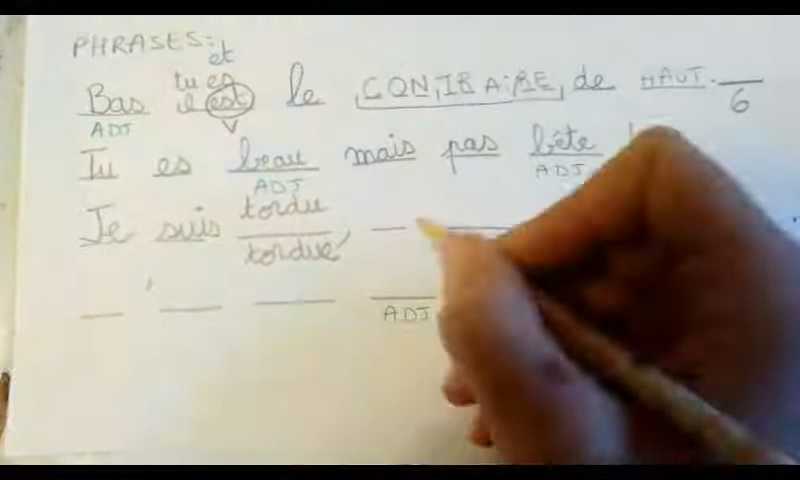 PHRASES:
et
tu es
Bas il est le CONTRAIRE, de HAUT. 6
ADJ V
Tu es beau mais pas bête
ADJ ADJ
tordu
Je suis
tordue
ADJ